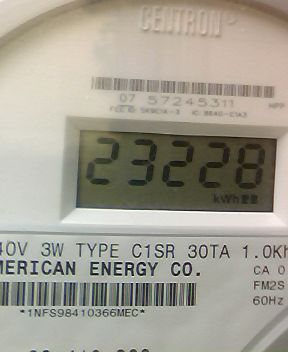 CENTRON
07 57245311
23228
kWh
40V 3W TYPE C1SR 30TA 1.0Kh
MERICAN ENERGY CO.
CA 0
FM2S
60Hz
*1NFS98410366MEC*